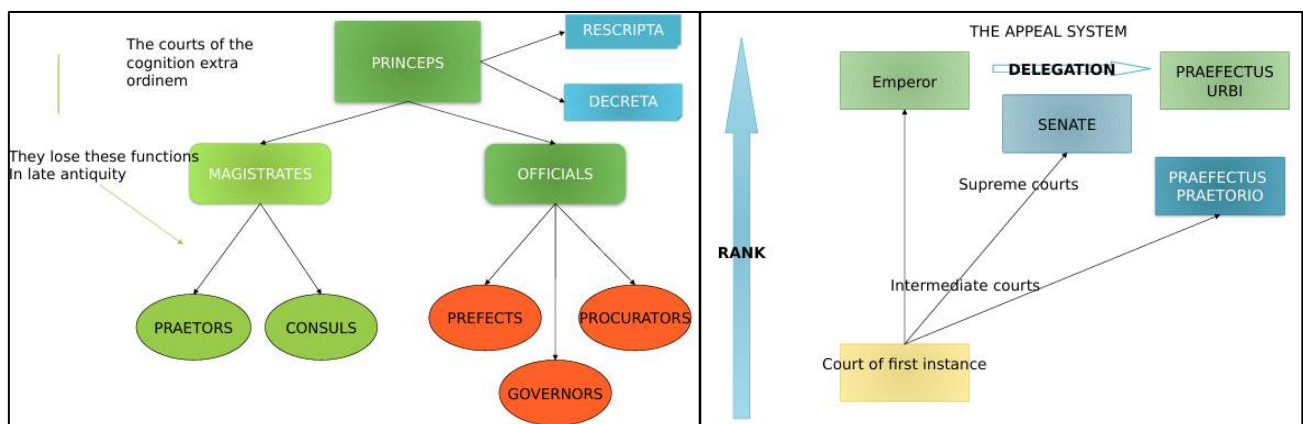 The courts of the
cognition extra
ordinem
PRINCEPS
RESCRIPTA
DECRETA
They lose these functions
In late antiquity
MAGISTRATES
OFFICIALS
PRAETORS
CONSULS
PREFECTS
PROCURATORS
GOVERNORS
THE APPEAL SYSTEM
Emperor
DELEGATION
PRAEFECTUS
URBI
SENATE
Supreme courts
PRAEFECTUS
PRAETORIO
RANK
Intermediate courts
Court of first instance